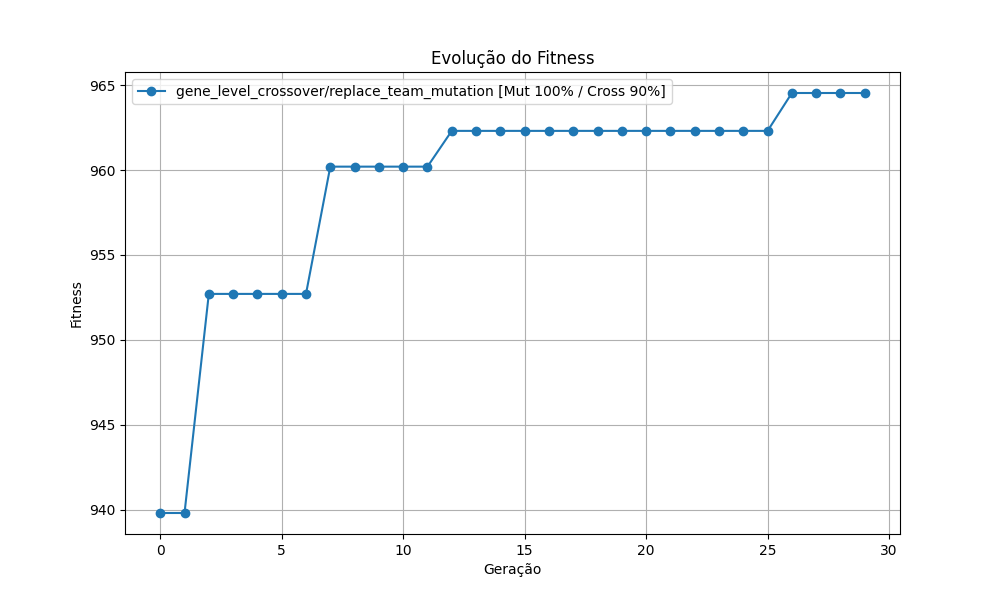 Evolução do Fitness
gene_level_crossover/replace_team_mutation [Mut 100% / Cross 90%]
965
960
955
950
945
940
Fitness
0 5 10 15 20 25 30
Geração